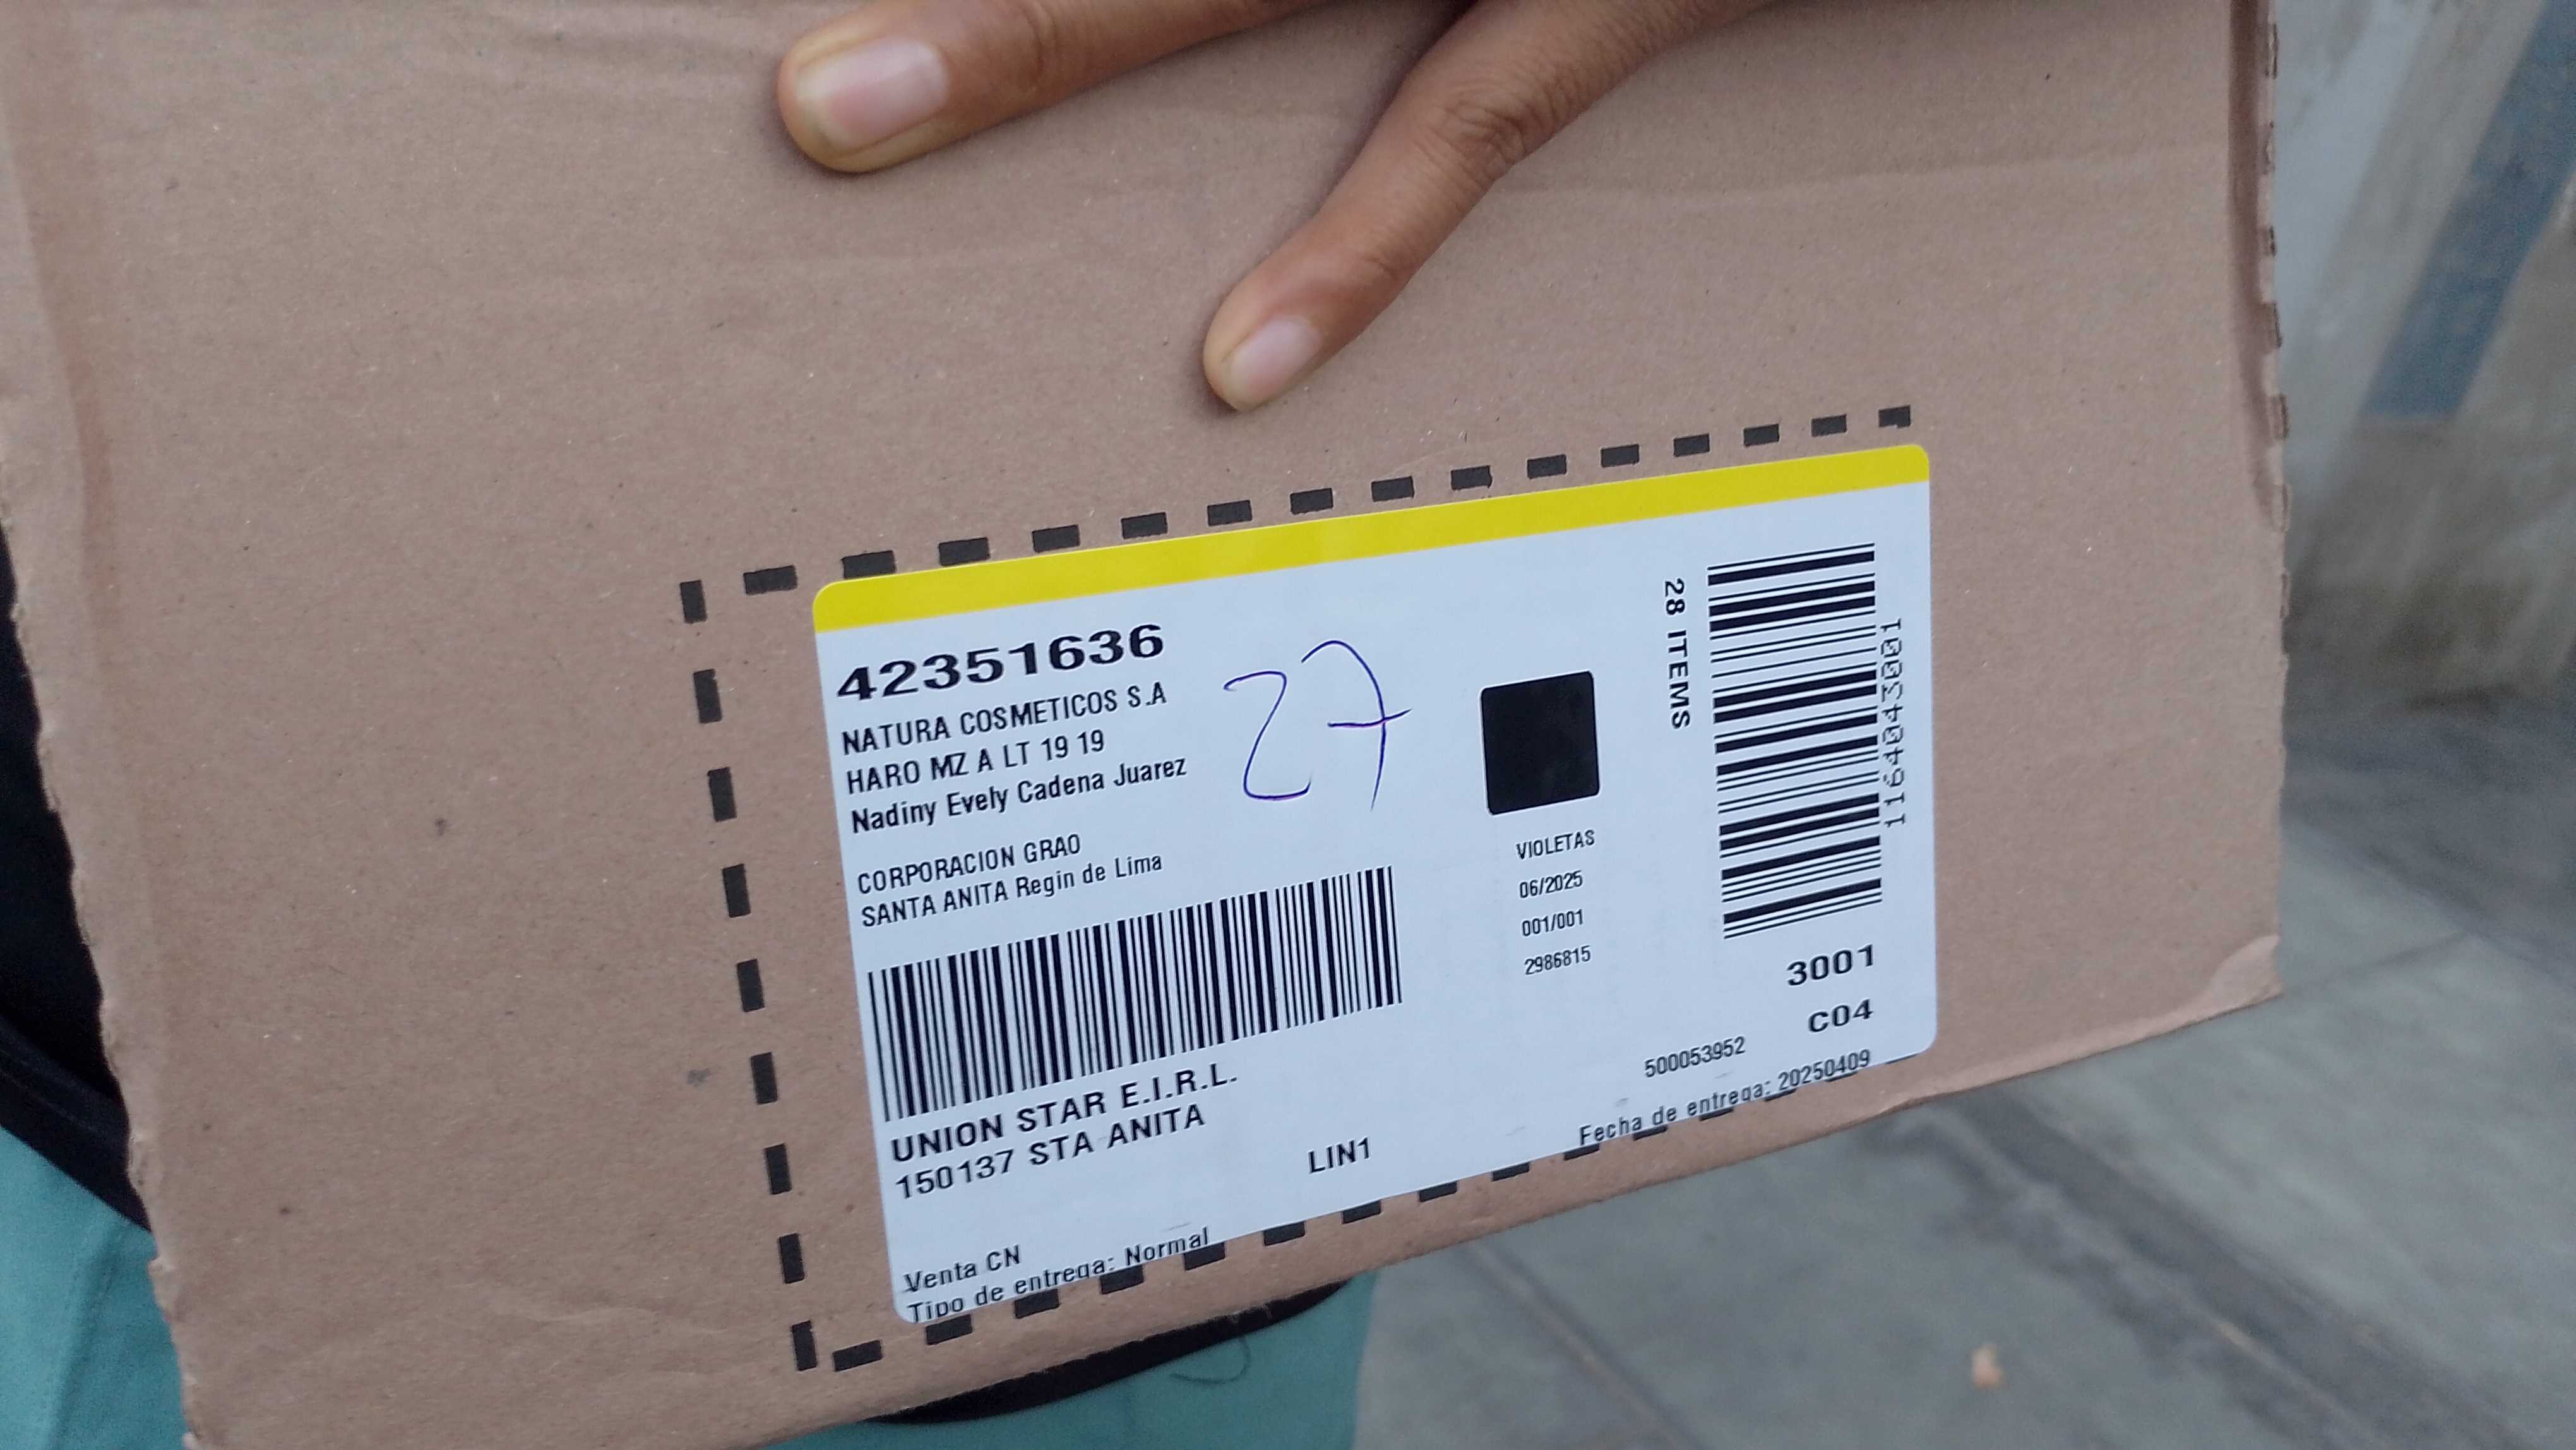 42351636
NATURA COSMETICOS S.A
HARO MZ A LT 19 19
Nadiny Evely Cadena Juarez
27
CORPORACION GRAO
SANTA ANITA Regin de Lima
UNION STAR E.I.R.L.
150137 STA ANITA
LIN1
Venta CN
Tipo de entrega: Normal
VIOLETAS
06/2025
001/001
2986815
28 ITEMS
116404043001
3001
C04
500053952
Fecha de entrega: 20250409